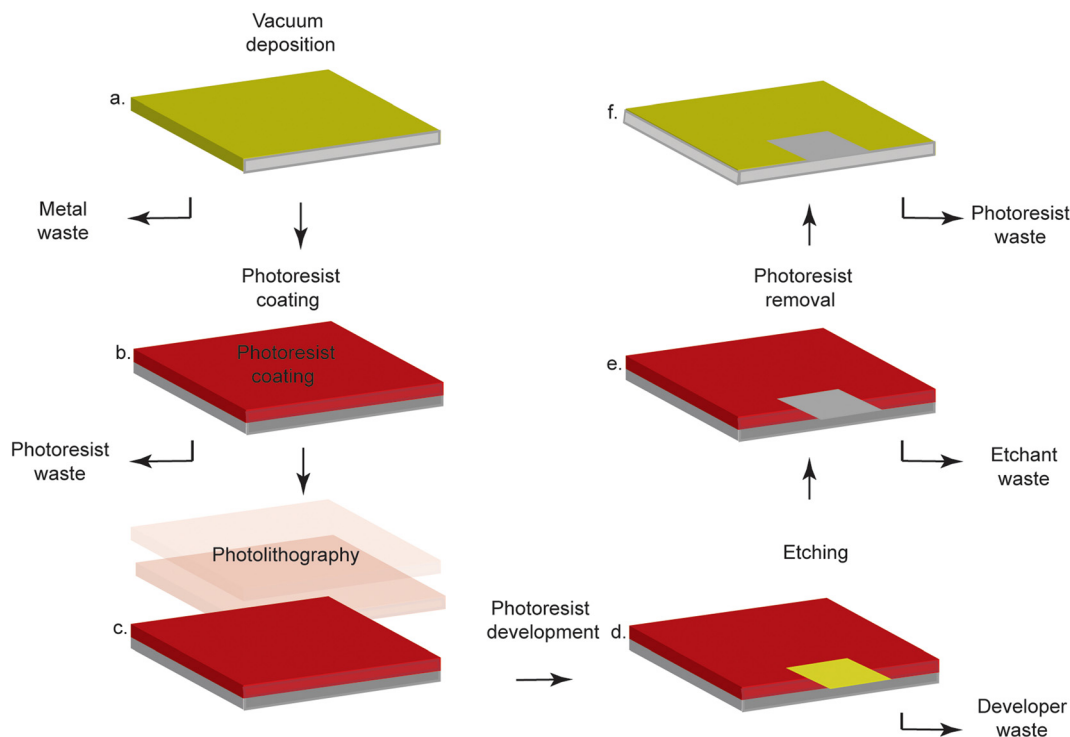 Vacuum
deposition
a.
Metal
waste
Photoresist
coating
b.
Photoresist
coating
Photoresist
waste
Photolithography
c.
Photoresist
development
d.
Developer
waste
Etching
e.
Etchant
waste
Photoresist
removal
f.
Photoresist
waste